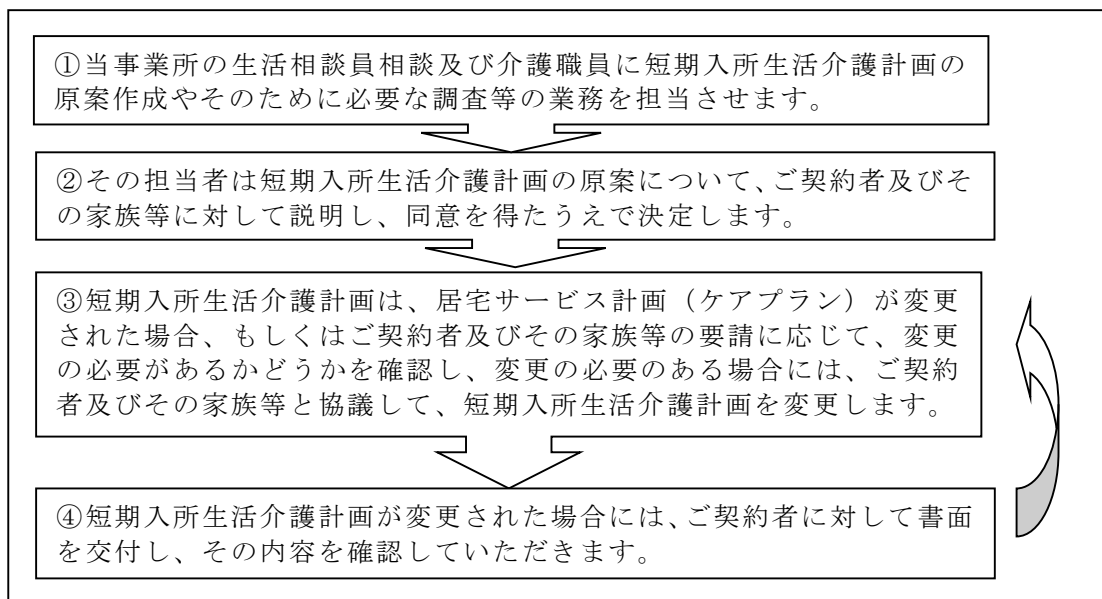 ①当事業所の生活相談員相談及び介護職員に短期入所生活介護計画の
原案作成やそのために必要な調査等の業務を担当させます。
②その担当者は短期入所生活介護計画の原案について、ご契約者及びそ
の家族等に対して説明し、同意を得たうえで決定します。
③短期入所生活介護計画は、居宅サービス計画（ケアプラン）が変更
された場合、もしくはご契約者及びその家族等の要請に応じて、変更
の必要があるかどうかを確認し、変更の必要のある場合には、ご契約
者及びその家族等と協議して、短期入所生活介護計画を変更します。
④短期入所生活介護計画が変更された場合には、ご契約者に対して書面
を交付し、その内容を確認していただきます。